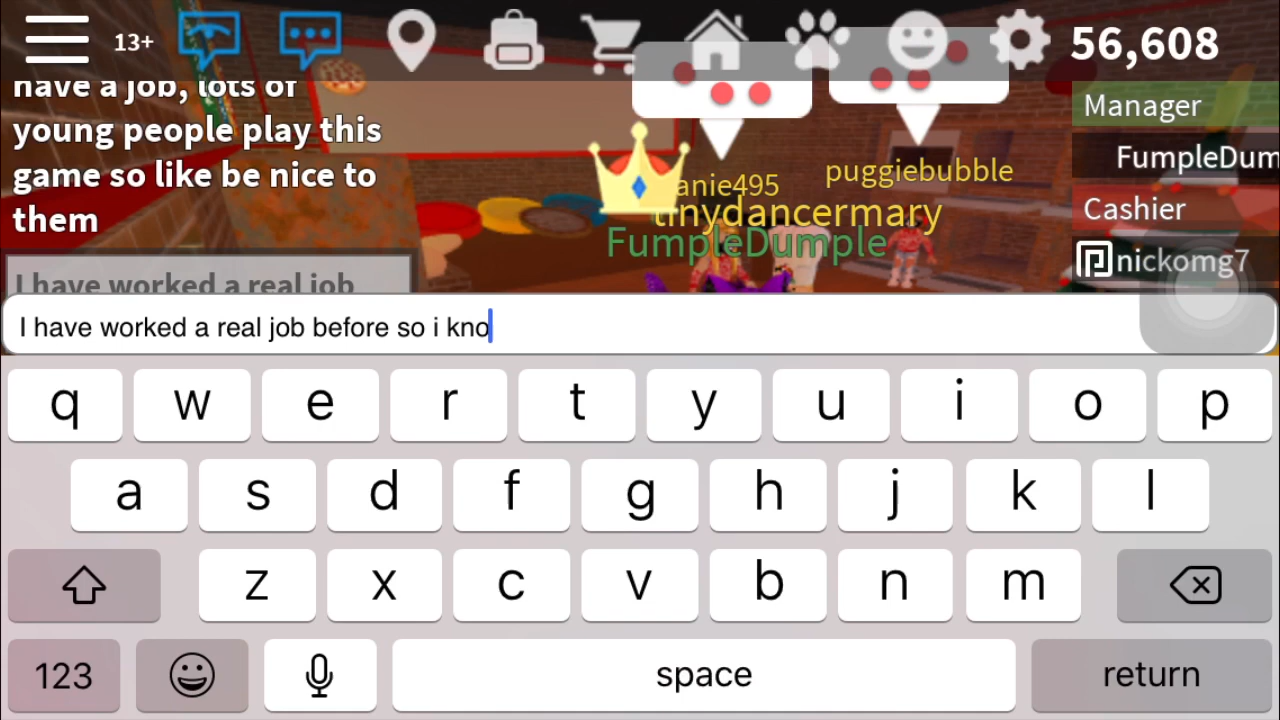 13+
56,608
have a job, lots of
young people play this
game so like be nice to
them
I have worked a real job
anie495
puggiebubble
tinydancermary
FumpleDumple
Manager
FumpleDum
Cashier
nickomg7
I have worked a real job before so i kno
q w e r t y u i o p
a s d f g h j k l
z x c v b n m
123 space return